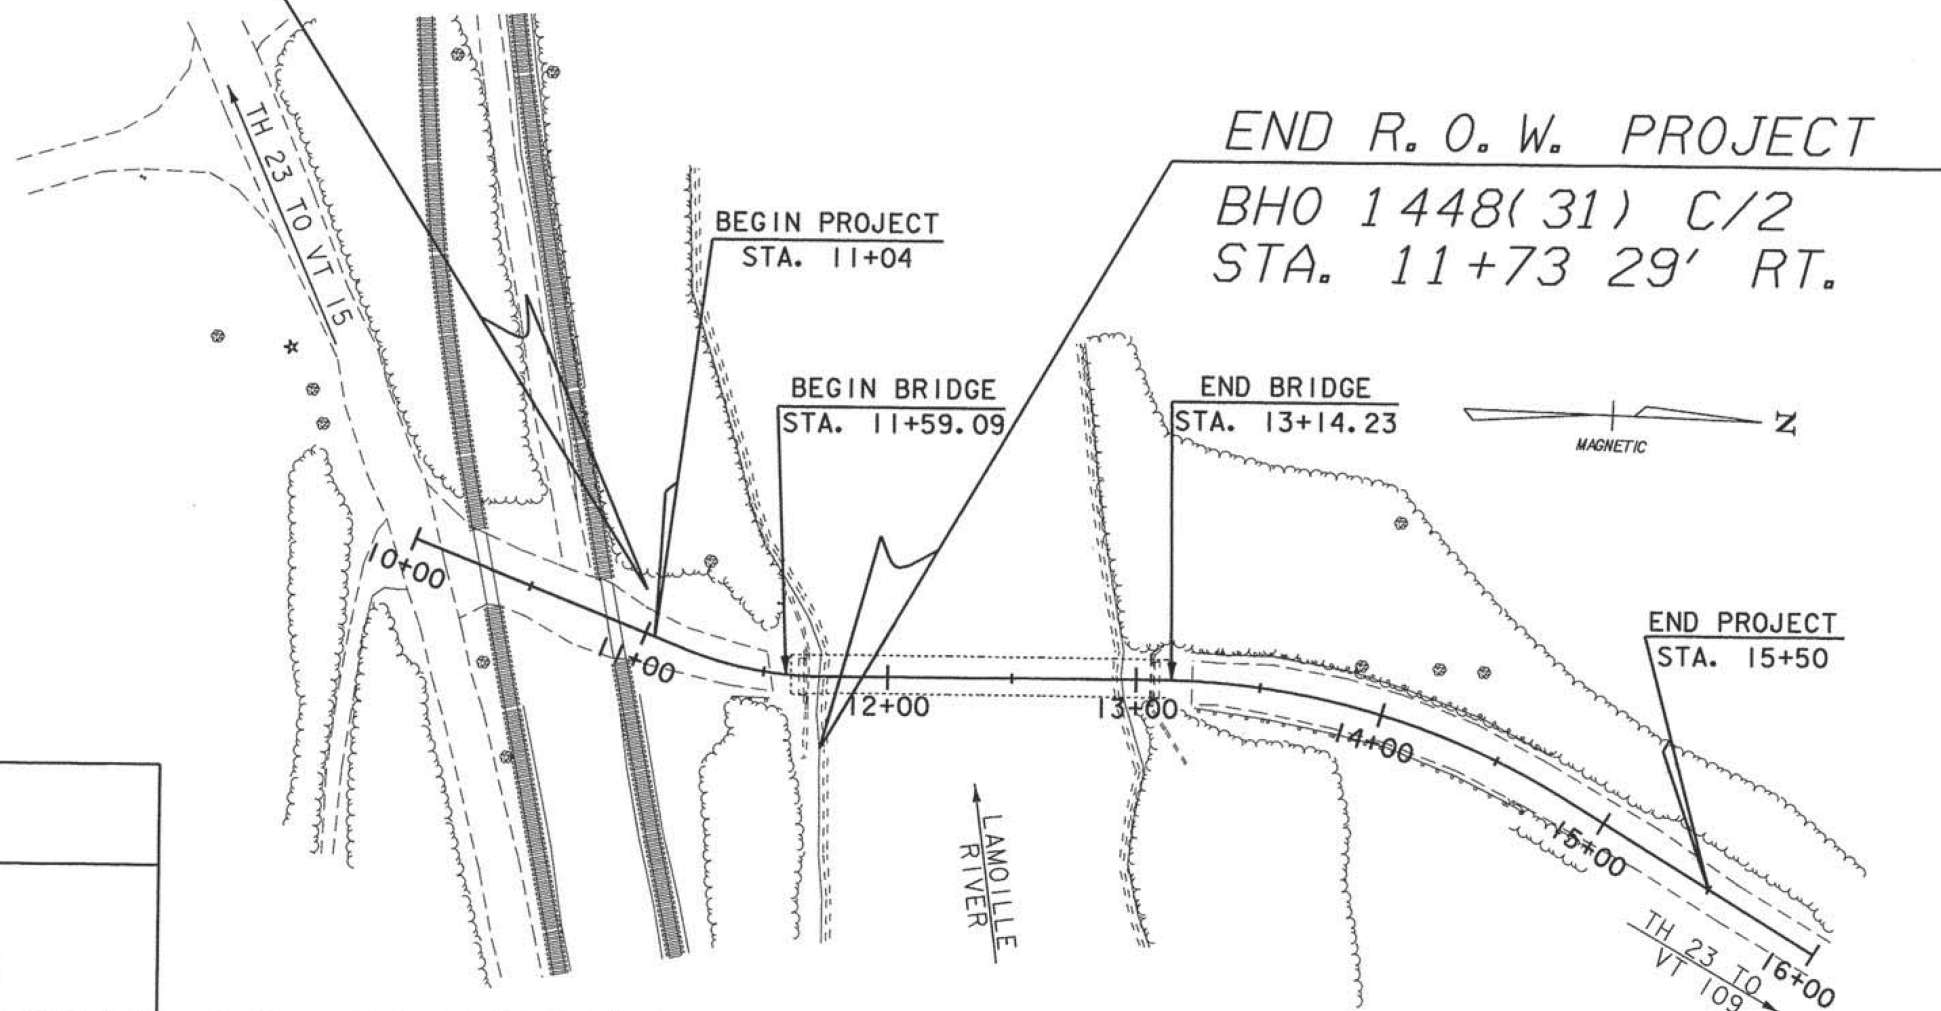 END R.O.W. PROJECT
BHO 1448(31) C/2
STA. 11+73 29' RT.
TH 23 TO VT 15
BEGIN PROJECT
STA. 11+04
BEGIN BRIDGE
STA. 11+59.09
END BRIDGE
STA. 13+14.23
N
MAGNETIC
END PROJECT
STA. 15+50
10+00
11+00
12+00
13+00
14+00
15+00
16+00
LAMOILLE
RIVER
TH 23 TO
VT 109